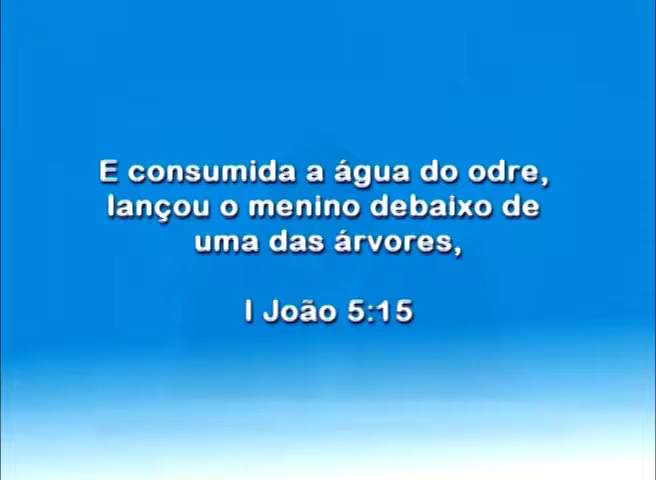 E consumida a água do odre,
lançou o menino debaixo de
uma das árvores,
I João 5:15